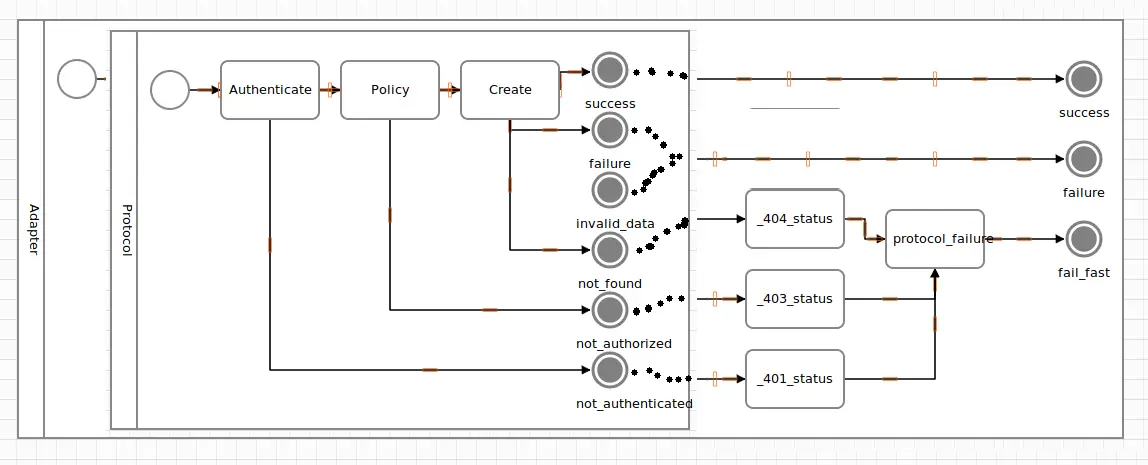 Adapter
Protocol
Authenticate
Policy
Create
success
failure
invalid_data
not_found
not_authorized
not_authenticated
_404_status
_403_status
_401_status
protocol_failure
success
failure
fail_fast